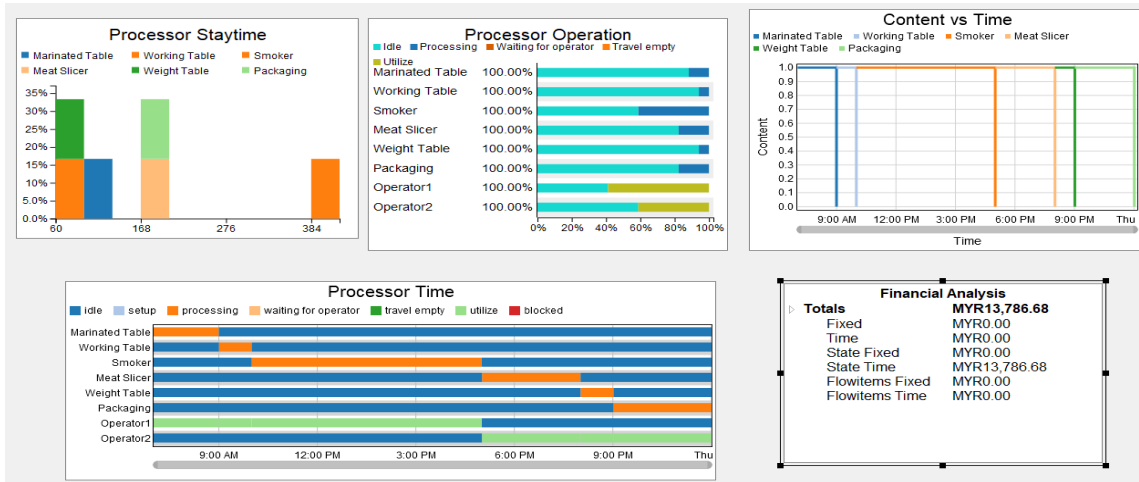 Processor Staytime
Marinated Table Working Table Smoker
Meat Slicer Weight Table Packaging
35%
30%
25%
20%
15%
10%
5.0%
0.0%
60 168 276 384
Processor Operation
Idle Processing Waiting for operator Travel empty
Utilize
Marinated Table 100.00%
Working Table 100.00%
Smoker 100.00%
Meat Slicer 100.00%
Weight Table 100.00%
Packaging 100.00%
Operator1 100.00%
Operator2 100.00%
0% 20% 40% 60% 80% 100%
Content vs Time
Marinated Table Working Table Smoker Meat Slicer
Weight Table Packaging
Content
1.0
0.9
0.8
0.7
0.6
0.5
0.4
0.3
0.2
0.1
0.0
9:00 AM 12:00 PM 3:00 PM 6:00 PM 9:00 PM Thu
Time
Processor Time
idle setup processing waiting for operator travel empty utilize blocked
Marinated Table
Working Table
Smoker
Meat Slicer
Weight Table
Packaging
Operator1
Operator2
9:00 AM 12:00 PM 3:00 PM 6:00 PM 9:00 PM Thu
Financial Analysis
Totals MYR13,786.68
Fixed MYR0.00
Time MYR0.00
State Fixed MYR0.00
State Time MYR13,786.68
Flowitems Fixed MYR0.00
Flowitems Time MYR0.00